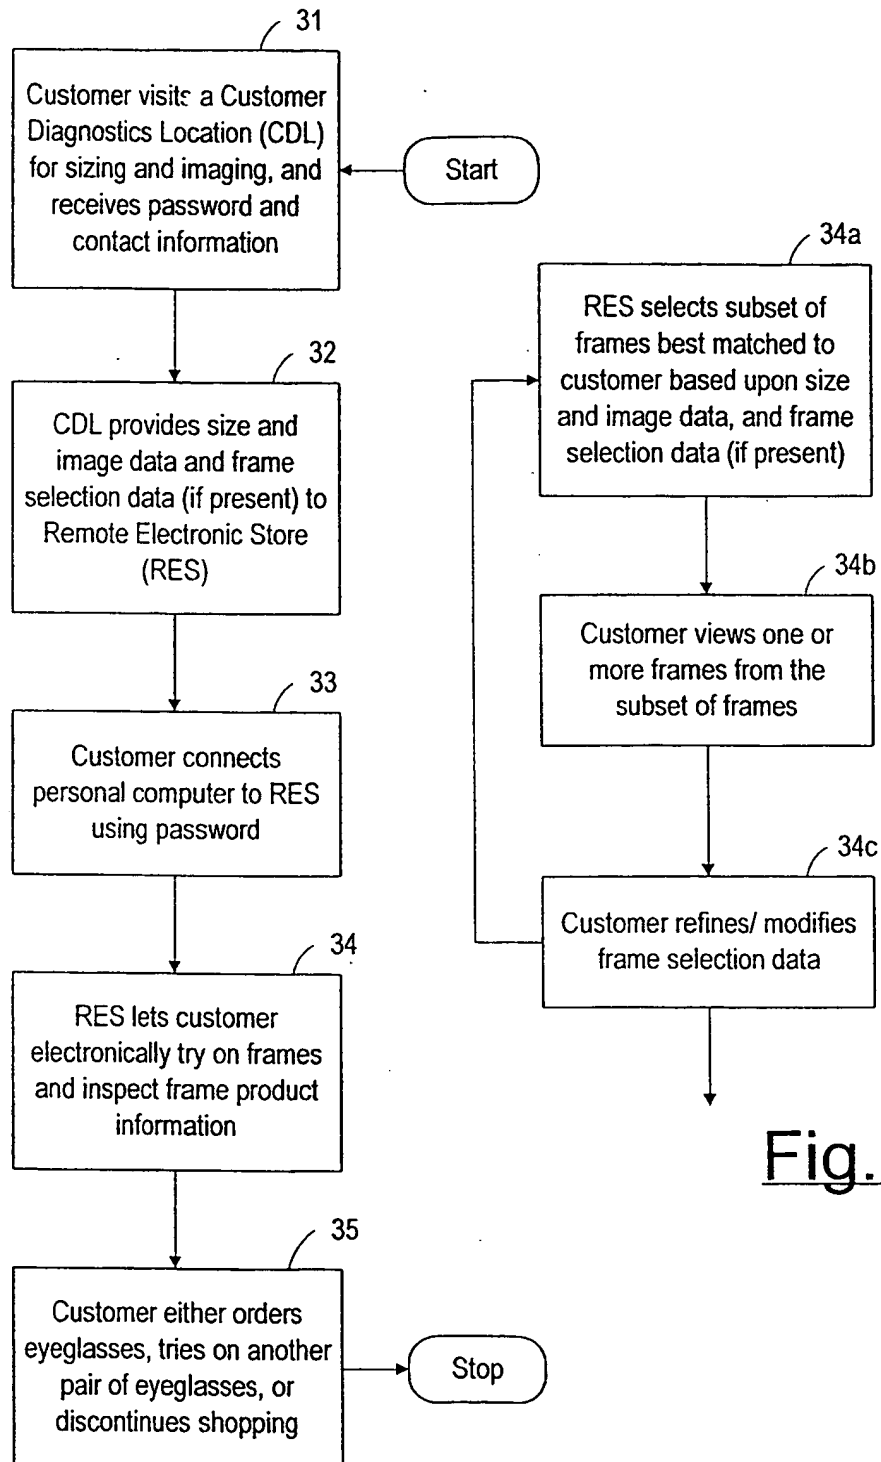 31
Customer visits a Customer
Diagnostics Location (CDL)
for sizing and imaging, and
receives password and
contact information
Start
32
CDL provides size and
image data and frame
selection data (if present) to
Remote Electronic Store
(RES)
33
Customer connects
personal computer to RES
using password
34
RES lets customer
electronically try on frames
and inspect frame product
information
35
Customer either orders
eyeglasses, tries on another
pair of eyeglasses, or
discontinues shopping
Stop
34a
RES selects subset of
frames best matched to
customer based upon size
and image data, and frame
selection data (if present)
34b
Customer views one or
more frames from the
subset of frames
34c
Customer refines/ modifies
frame selection data
Fig.